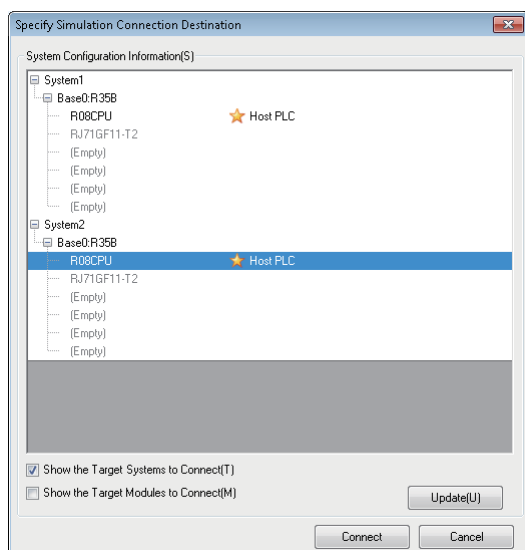 Specify Simulation Connection Destination
System Configuration Information(S)
System1
Base0:R35B
R08CPU Host PLC
RJ71GF11-T2
(Empty)
(Empty)
(Empty)
(Empty)
System2
Base0:R35B
R08CPU Host PLC
RJ71GF11-T2
(Empty)
(Empty)
(Empty)
(Empty)
Show the Target Systems to Connect(T)
Show the Target Modules to Connect(M)
Update(U)
Connect Cancel